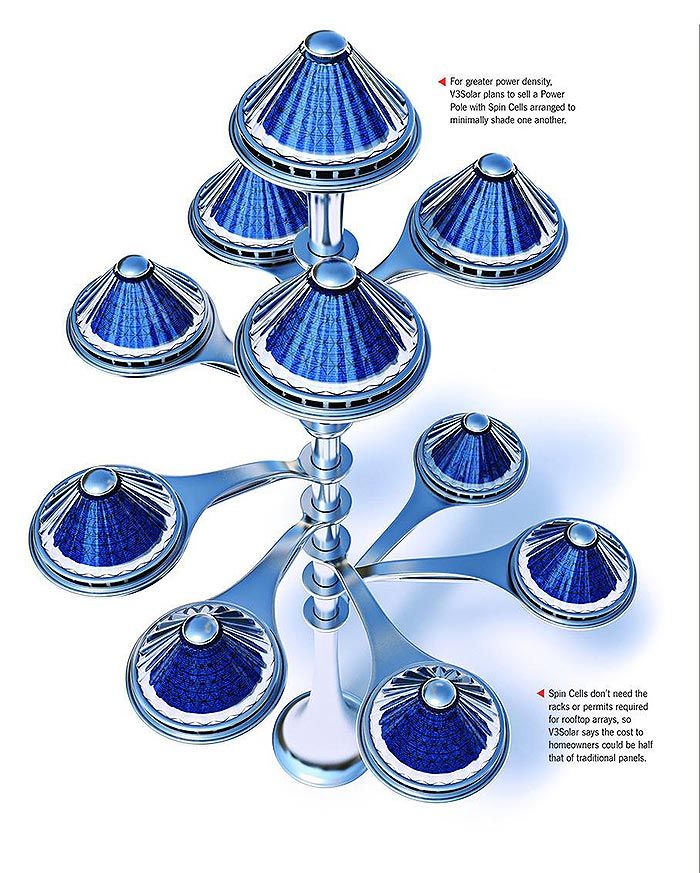 For greater power density,
V3Solar plans to sell a Power
Pole with Spin Cells arranged to
minimally shade one another.
Spin Cells don't need the
racks or permits required
for rooftop arrays, so
V3Solar says the cost to
homeowners could be half
that of traditional panels.